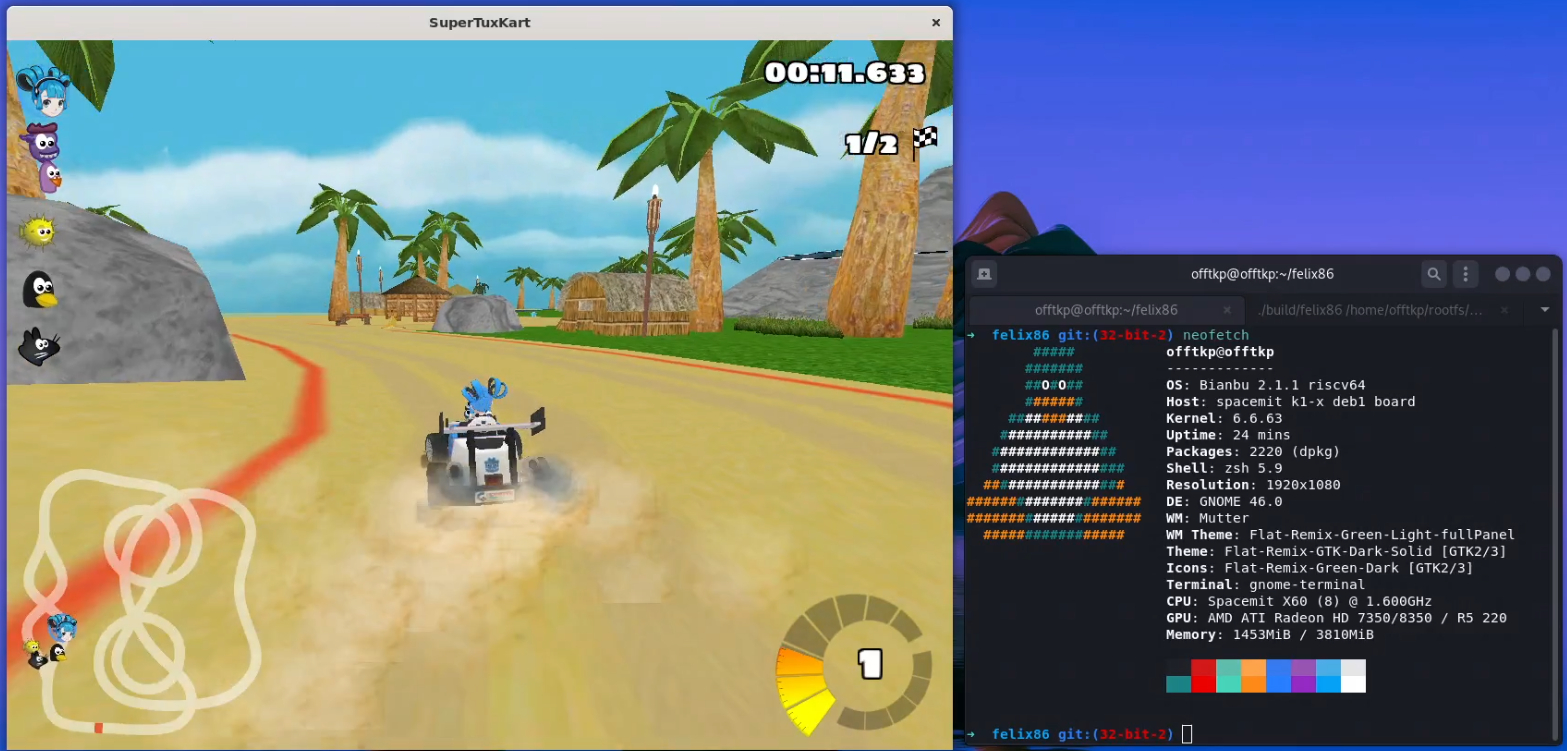 SuperTuxKart
00:11.633
1/2
1
offtkp@offtkp:~/felix86
offtkp@offtkp:~/felix86
./build/felix86 /home/offtkp/rootfs/...
➜ felix86 git:(32-bit-2) neofetch
offtkp@offtkp
-------------
OS: Bianbu 2.1.1 riscv64
Host: spacemit k1-x deb1 board
Kernel: 6.6.63
Uptime: 24 mins
Packages: 2220 (dpkg)
Shell: zsh 5.9
Resolution: 1920x1080
DE: GNOME 46.0
WM: Mutter
WM Theme: Flat-Remix-Green-Light-fullPanel
Theme: Flat-Remix-GTK-Dark-Solid [GTK2/3]
Icons: Flat-Remix-Green-Dark [GTK2/3]
Terminal: gnome-terminal
CPU: Spacemit X60 (8) @ 1.600GHz
GPU: AMD ATI Radeon HD 7350/8350 / R5 220
Memory: 1453MiB / 3810MiB
➜ felix86 git:(32-bit-2)